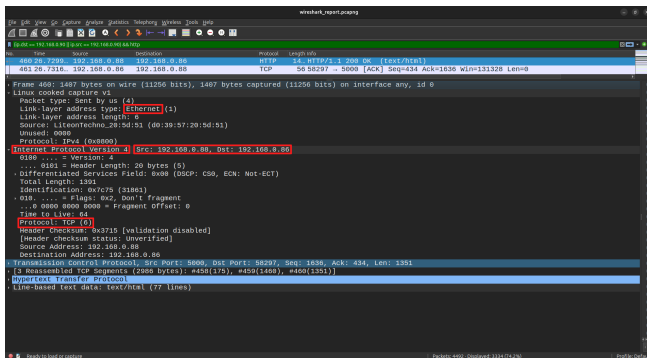 wireshark_report.pcapng
File Edit View Go Capture Analyze Statistics Telephony Wireless Tools Help
No. Time Source Destination Protocol Length Info
460 26.7299… 192.168.0.88 192.168.0.86 HTTP 14… HTTP/1.1 200 OK (text/html)
461 26.7316… 192.168.0.86 192.168.0.88 TCP 56 58297 → 5000 [ACK] Seq=434 Ack=1636 Win=131328 Len=0
Frame 460: 1407 bytes on wire (11256 bits), 1407 bytes captured (11256 bits) on interface any, id 0
Linux cooked capture v1
Packet type: Sent by us (4)
Link-layer address type: Ethernet (1)
Link-layer address length: 6
Source: LiteonTechno_20:5d:51 (d0:39:57:20:5d:51)
Unused: 0000
Protocol: IPv4 (0x0800)
Internet Protocol Version 4, Src: 192.168.0.88, Dst: 192.168.0.86
0100 .... = Version: 4
.... 0101 = Header Length: 20 bytes (5)
Differentiated Services Field: 0x00 (DSCP: CS0, ECN: Not-ECT)
Total Length: 1391
Identification: 0x7c75 (31861)
010. .... = Flags: 0x2, Don't fragment
...0 0000 0000 0000 = Fragment Offset: 0
Time to Live: 64
Protocol: TCP (6)
Header Checksum: 0x3715 [validation disabled]
[Header checksum status: Unverified]
Source Address: 192.168.0.88
Destination Address: 192.168.0.86
Transmission Control Protocol, Src Port: 5000, Dst Port: 58297, Seq: 1636, Ack: 434, Len: 1351
[3 Reassembled TCP Segments (2986 bytes): #458(175), #459(1460), #460(1351)]
Hypertext Transfer Protocol
Line-based text data: text/html (77 lines)
Ready to load or capture
Packets: 4492 · Displayed: 3334 (74.2%)